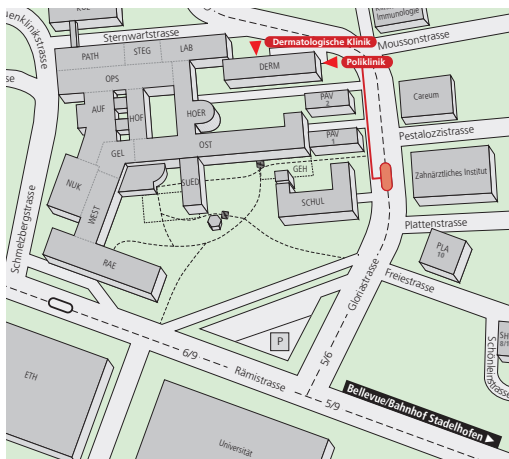 Immunologie
Moussonstrasse
Sternwartstrasse
Dermatologische Klinik
Poliklinik
PATH
STEG
LAB
DERM
OPS
AUF
HOF
HOER
PAV
2
Careum
Pestalozzistrasse
GEL
OST
PAV
1
NUK
WEST
SUED
GEH
SCHUL
Zahnärztliches Institut
Plattenstrasse
PLA
10
Schmelzbergstrasse
RAE
Gloriastrasse
Freiestrasse
Schönleinstrasse
P
6/9
Rämistrasse
5/6
5/9
Bellevue/Bahnhof Stadelhofen
ETH
Universität